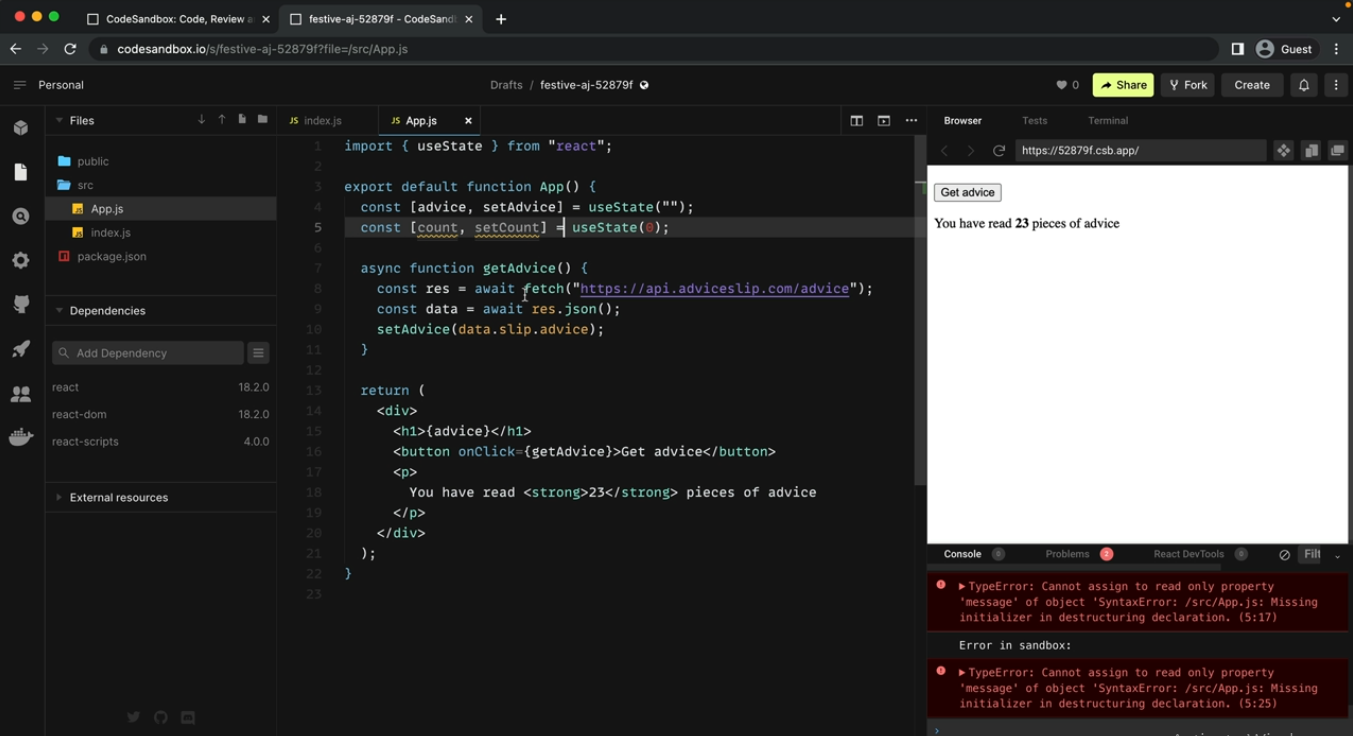 CodeSandbox: Code, Review a
festive-aj-52879f - CodeSandb
codesandbox.io/s/festive-aj-52879f?file=/src/App.js
Guest
Personal
Drafts / festive-aj-52879f
0
Share
Fork
Create
Files
JS index.js
JS App.js
Browser
Tests
Terminal
https://52879f.csb.app/
public
src
App.js
index.js
package.json
Dependencies
Add Dependency
react 18.2.0
react-dom 18.2.0
react-scripts 4.0.0
External resources
1 import { useState } from "react";
2
3 export default function App() {
4 const [advice, setAdvice] = useState("");
5 const [count, setCount] = useState(0);
6
7 async function getAdvice() {
8 const res = await fetch("https://api.adviceslip.com/advice");
9 const data = await res.json();
10 setAdvice(data.slip.advice);
11 }
12
13 return (
14 <div>
15 <h1>{advice}</h1>
16 <button onClick={getAdvice}>Get advice</button>
17 <p>
18 You have read <strong>23</strong> pieces of advice
19 </p>
20 </div>
21 );
22 }
23
Get advice
You have read 23 pieces of advice
Console 0
Problems 2
React DevTools 0
Filt
TypeError: Cannot assign to read only property
'message' of object 'SyntaxError: /src/App.js: Missing
initializer in destructuring declaration. (5:17)
Error in sandbox:
TypeError: Cannot assign to read only property
'message' of object 'SyntaxError: /src/App.js: Missing
initializer in destructuring declaration. (5:25)